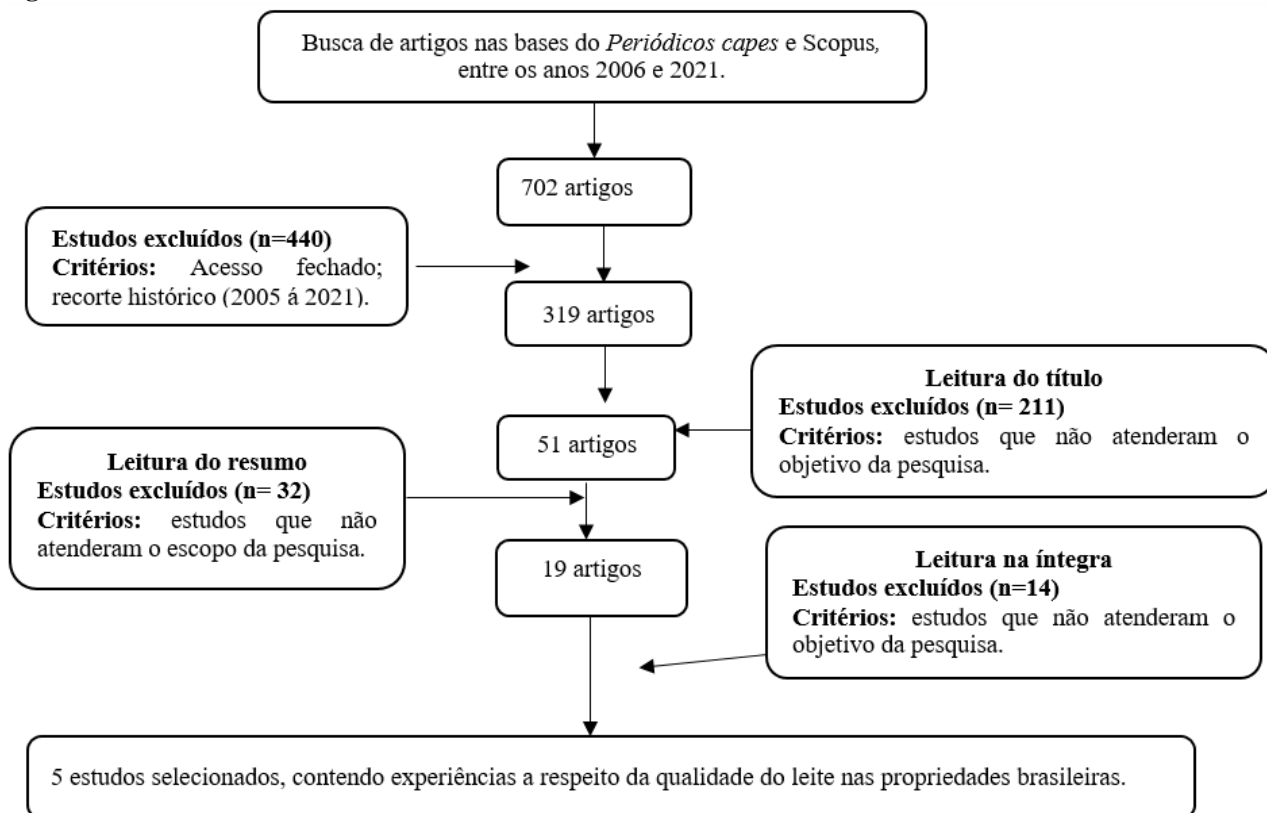 Busca de artigos nas bases do Periódicos capes e Scopus,
entre os anos 2006 e 2021.
702 artigos
Estudos excluídos (n=440)
Critérios: Acesso fechado;
recorte histórico (2005 á 2021).
319 artigos
Leitura do título
Estudos excluídos (n= 211)
Critérios: estudos que não atenderam o
objetivo da pesquisa.
51 artigos
Leitura do resumo
Estudos excluídos (n= 32)
Critérios: estudos que não
atenderam o escopo da pesquisa.
19 artigos
Leitura na íntegra
Estudos excluídos (n=14)
Critérios: estudos que não atenderam o
objetivo da pesquisa.
5 estudos selecionados, contendo experiências a respeito da qualidade do leite nas propriedades brasileiras.